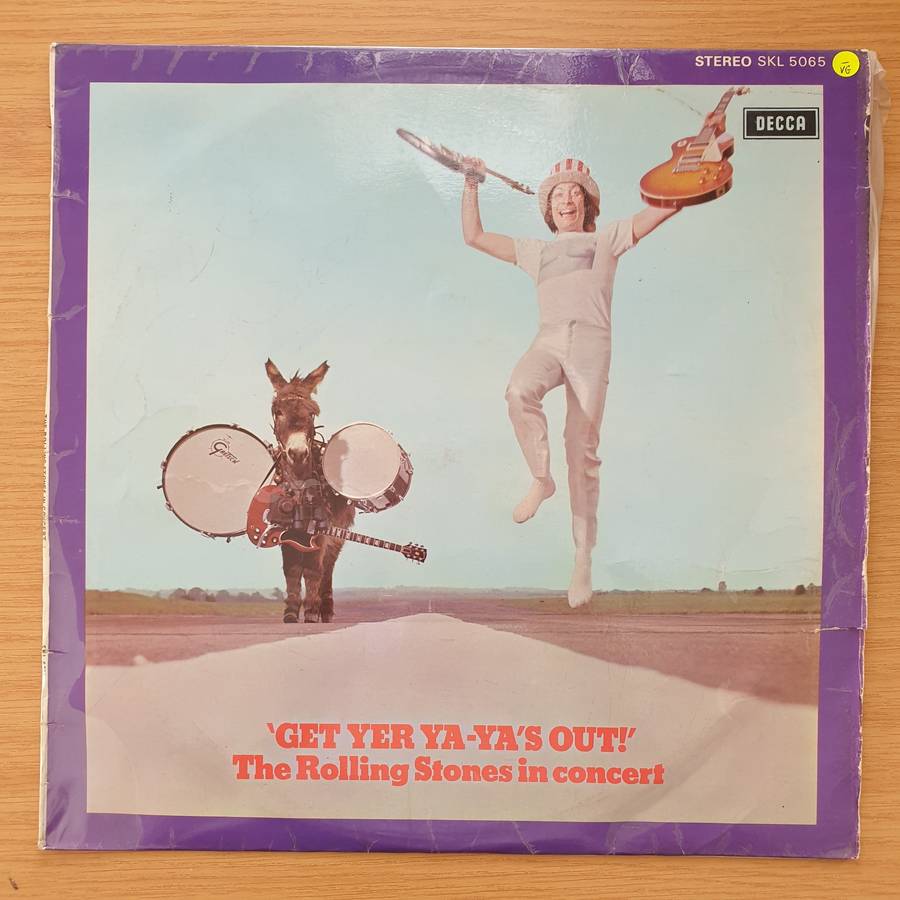 STEREO SKL 5065
VG
DECCA
GRETSCH
‘GET YER YA-YA’S OUT!’
The Rolling Stones in concert